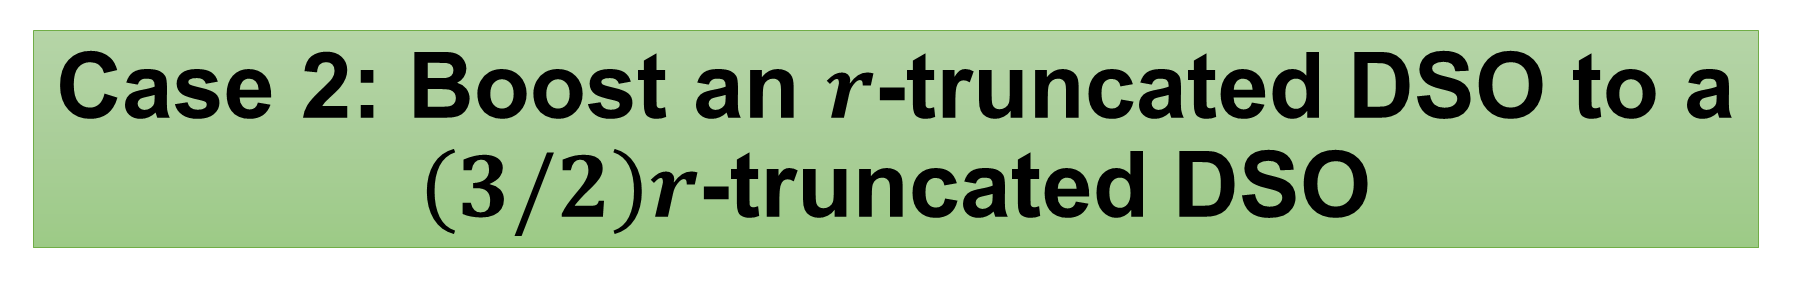 Case 2: Boost an r-truncated DSO to a
(3/2)r-truncated DSO